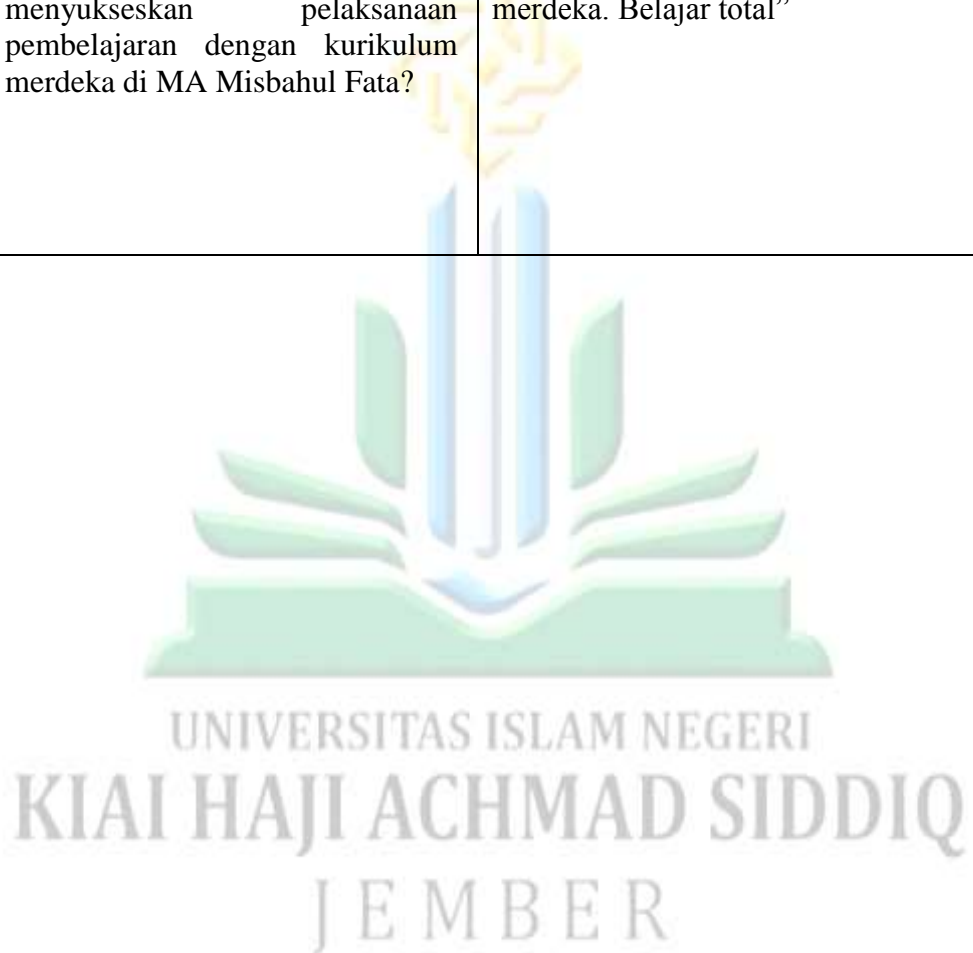 menyukseskan pelaksanaan
pembelajaran dengan kurikulum
merdeka di MA Misbahul Fata?
merdeka. Belajar total”
UNIVERSITAS ISLAM NEGERI
KIAI HAJI ACHMAD SIDDIQ
JEMBER